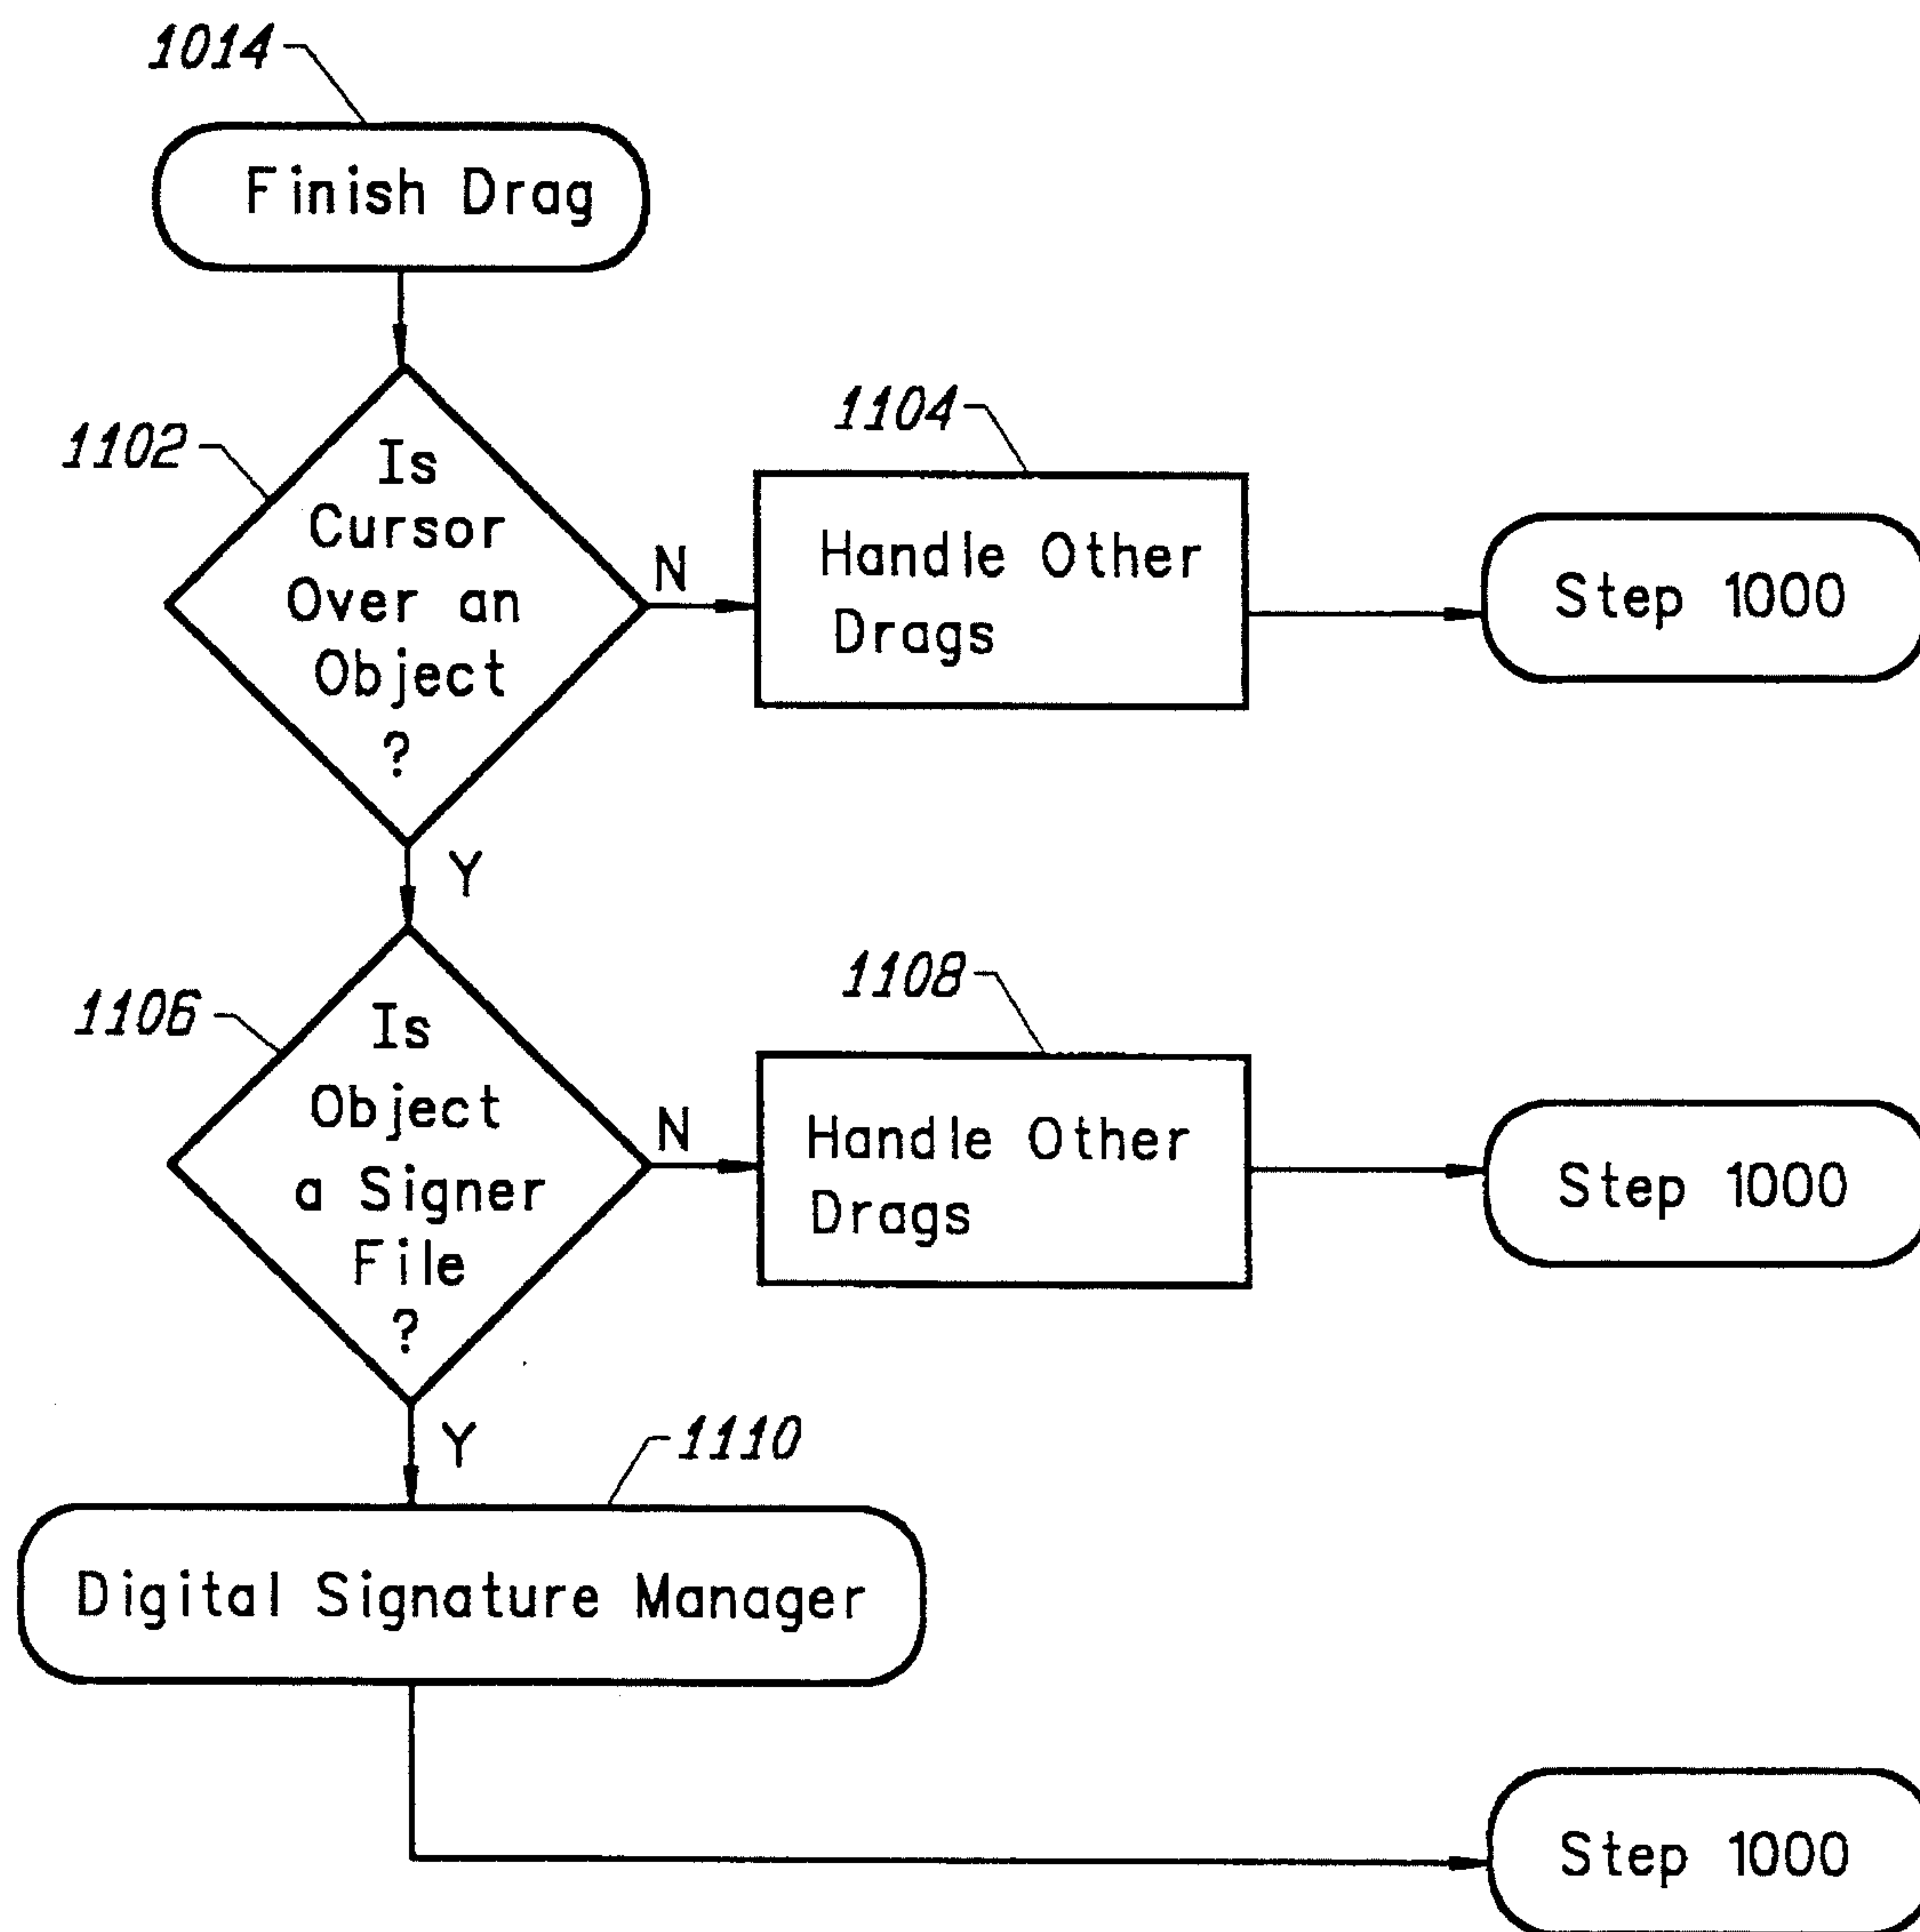 1014
Finish Drag
1102
Is
Cursor
Over an
Object
?
N
1104
Handle Other
Drags
Step 1000
Y
1106
Is
Object
a Signer
File
?
N
1108
Handle Other
Drags
Step 1000
Y
1110
Digital Signature Manager
Step 1000